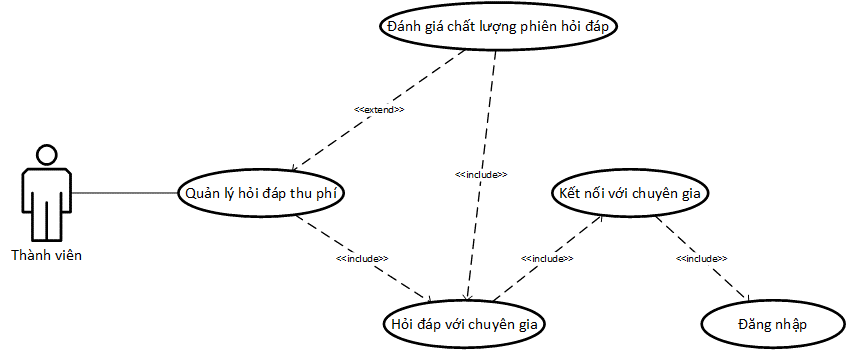 Đánh giá chất lượng phiên hỏi đáp
<<extend>>
<<include>>
Quản lý hỏi đáp thu phí
Kết nối với chuyên gia
Thành viên
<<include>>
<<include>>
<<include>>
Hỏi đáp với chuyên gia
Đăng nhập